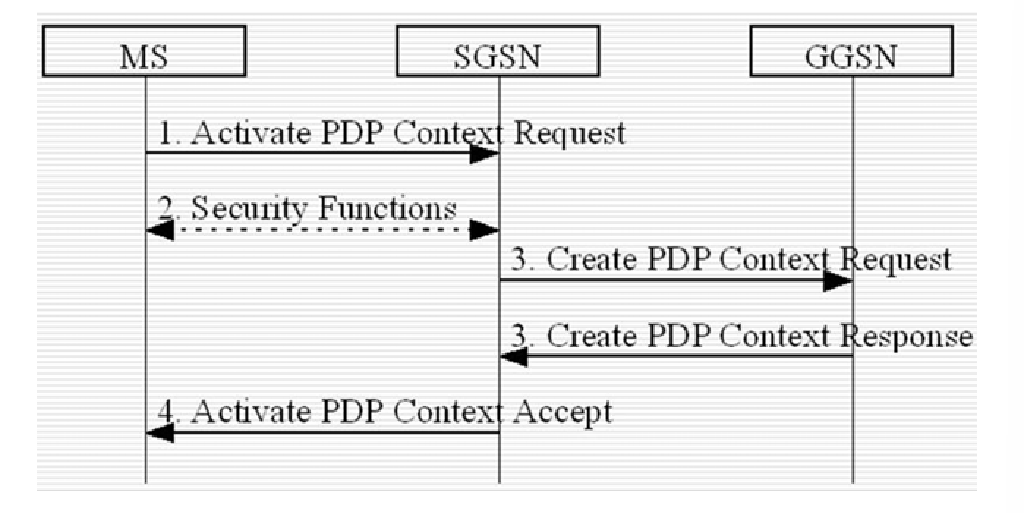 MS
SGSN
GGSN
1. Activate PDP Context Request
2. Security Functions
3. Create PDP Context Request
3. Create PDP Context Response
4. Activate PDP Context Accept